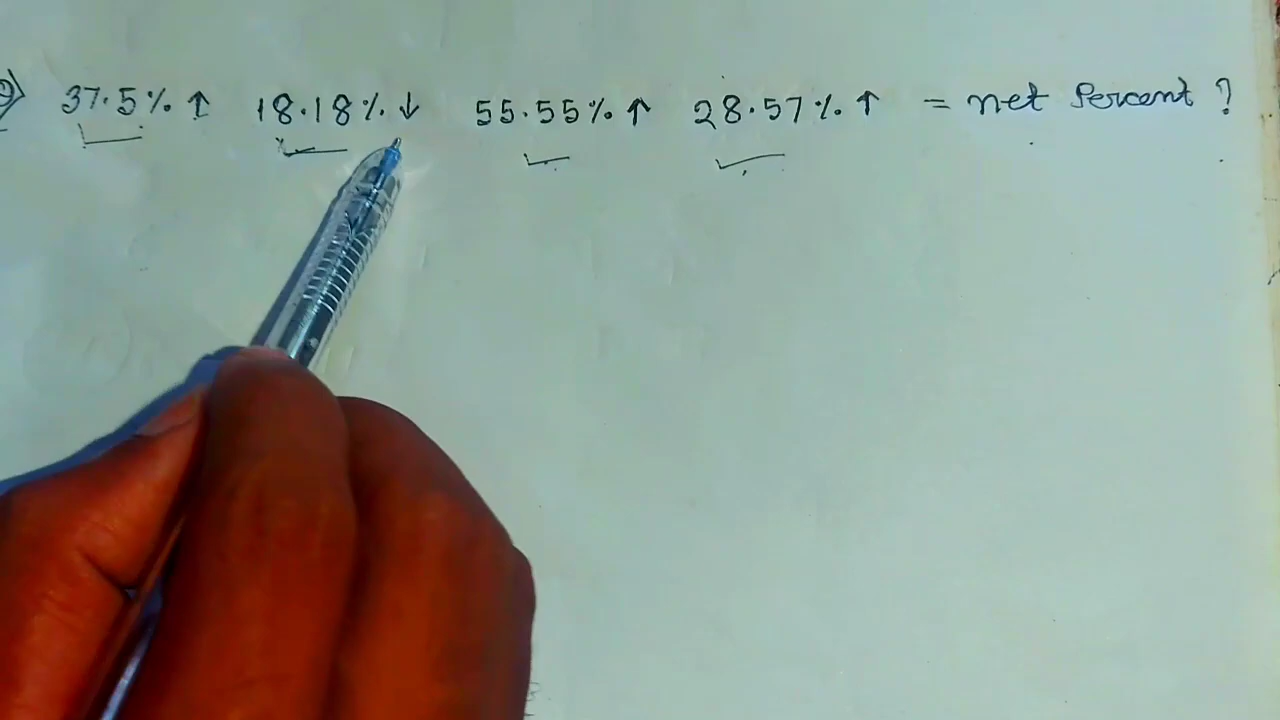 37.5% ↑ 18.18% ↓ 55.55% ↑ 28.57% ↑ = net Percent ?